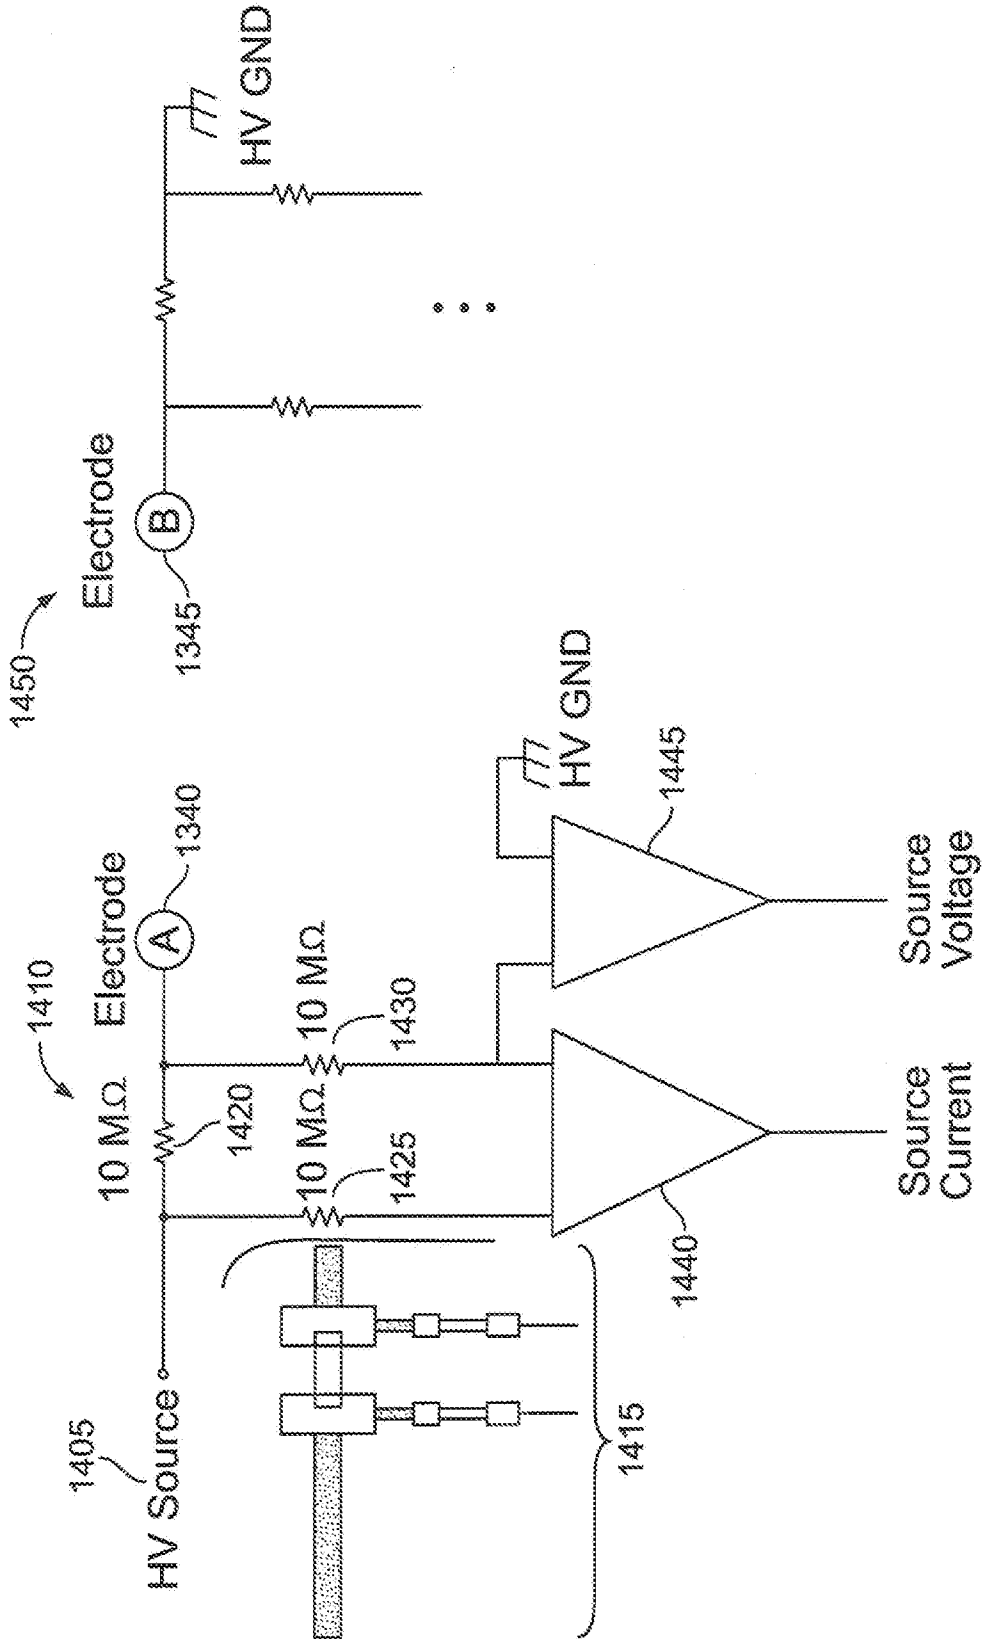 1450
1410
Electrode
1345
B
HV GND
HV Source
1405
10 MΩ
1420
Electrode
A
1340
10 MΩ
1425
10 MΩ
1430
HV GND
1415
1440
1445
Source
Current
Source
Voltage